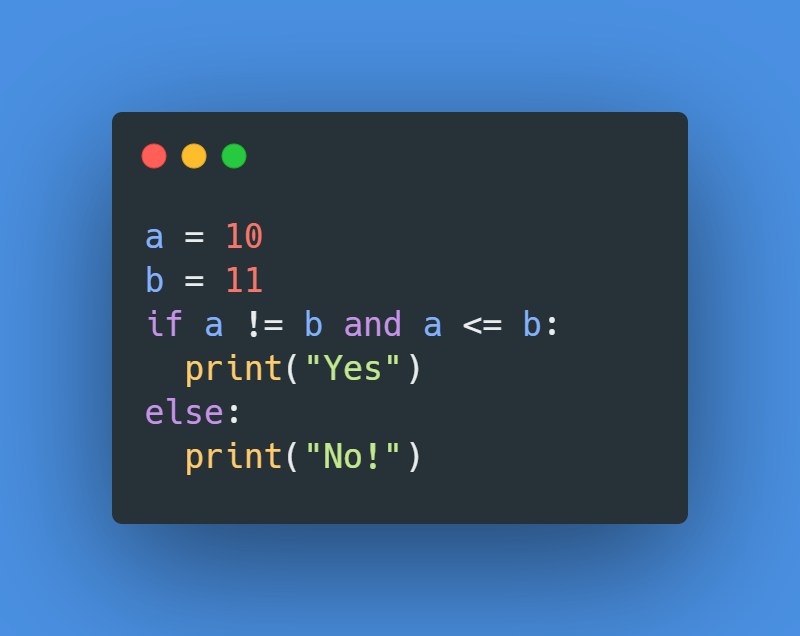 a = 10
b = 11
if a != b and a <= b:
  print("Yes")
else:
  print("No!")